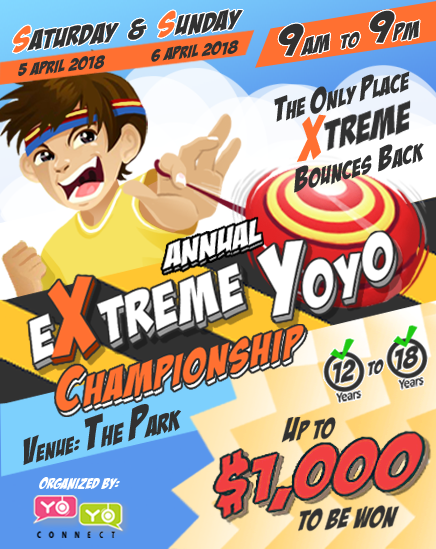 Saturday & Sunday
5 April 2018 6 April 2018
9am to 9pm
The Only Place
Xtreme
Bounces Back
Annual
eXtreme Yoyo
Championship
12 to 18
Years Years
Venue: The Park
Up to
$1,000
to be won
Organized by:
YO YO
CONNECT